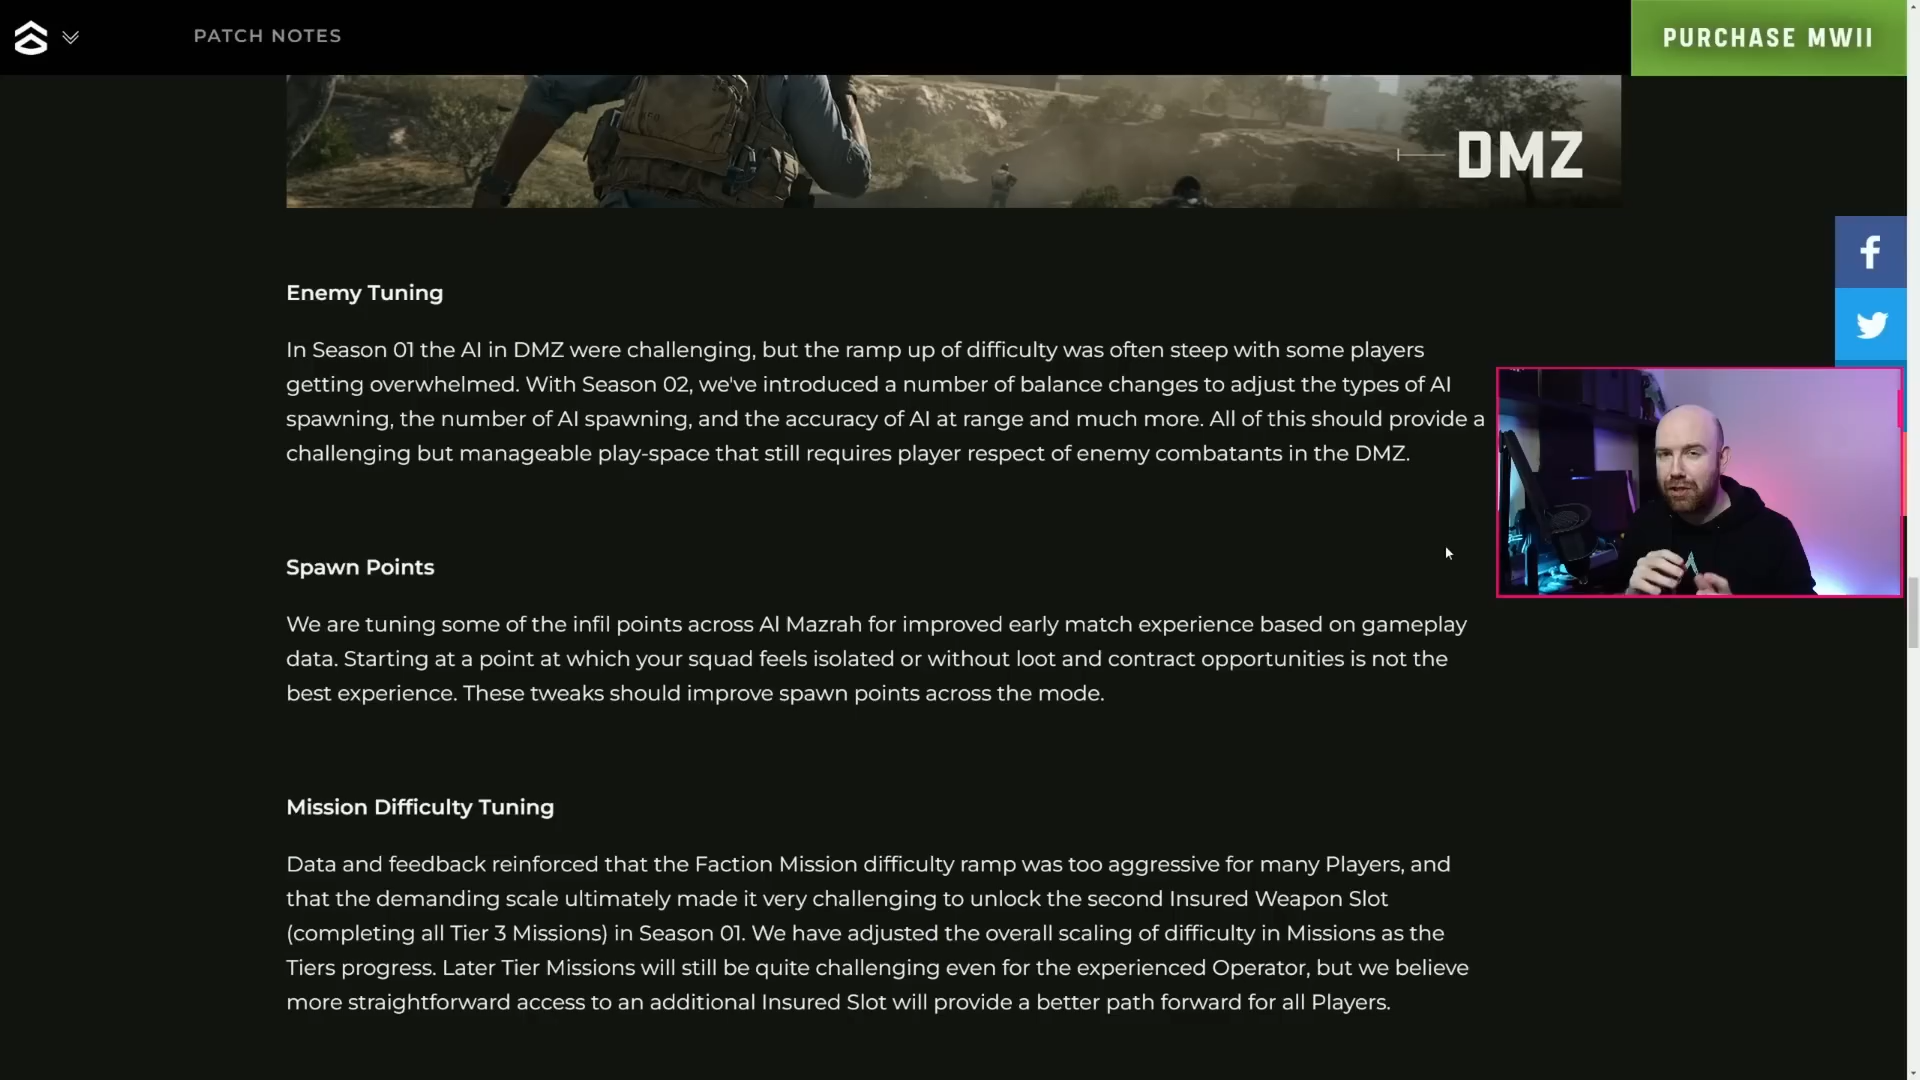 PATCH NOTES
PURCHASE MWII
DMZ
Enemy Tuning
In Season 01 the AI in DMZ were challenging, but the ramp up of difficulty was often steep with some players
getting overwhelmed. With Season 02, we've introduced a number of balance changes to adjust the types of AI
spawning, the number of AI spawning, and the accuracy of AI at range and much more. All of this should provide a
challenging but manageable play-space that still requires player respect of enemy combatants in the DMZ.
Spawn Points
We are tuning some of the infil points across Al Mazrah for improved early match experience based on gameplay
data. Starting at a point at which your squad feels isolated or without loot and contract opportunities is not the
best experience. These tweaks should improve spawn points across the mode.
Mission Difficulty Tuning
Data and feedback reinforced that the Faction Mission difficulty ramp was too aggressive for many Players, and
that the demanding scale ultimately made it very challenging to unlock the second Insured Weapon Slot
(completing all Tier 3 Missions) in Season 01. We have adjusted the overall scaling of difficulty in Missions as the
Tiers progress. Later Tier Missions will still be quite challenging even for the experienced Operator, but we believe
more straightforward access to an additional Insured Slot will provide a better path forward for all Players.